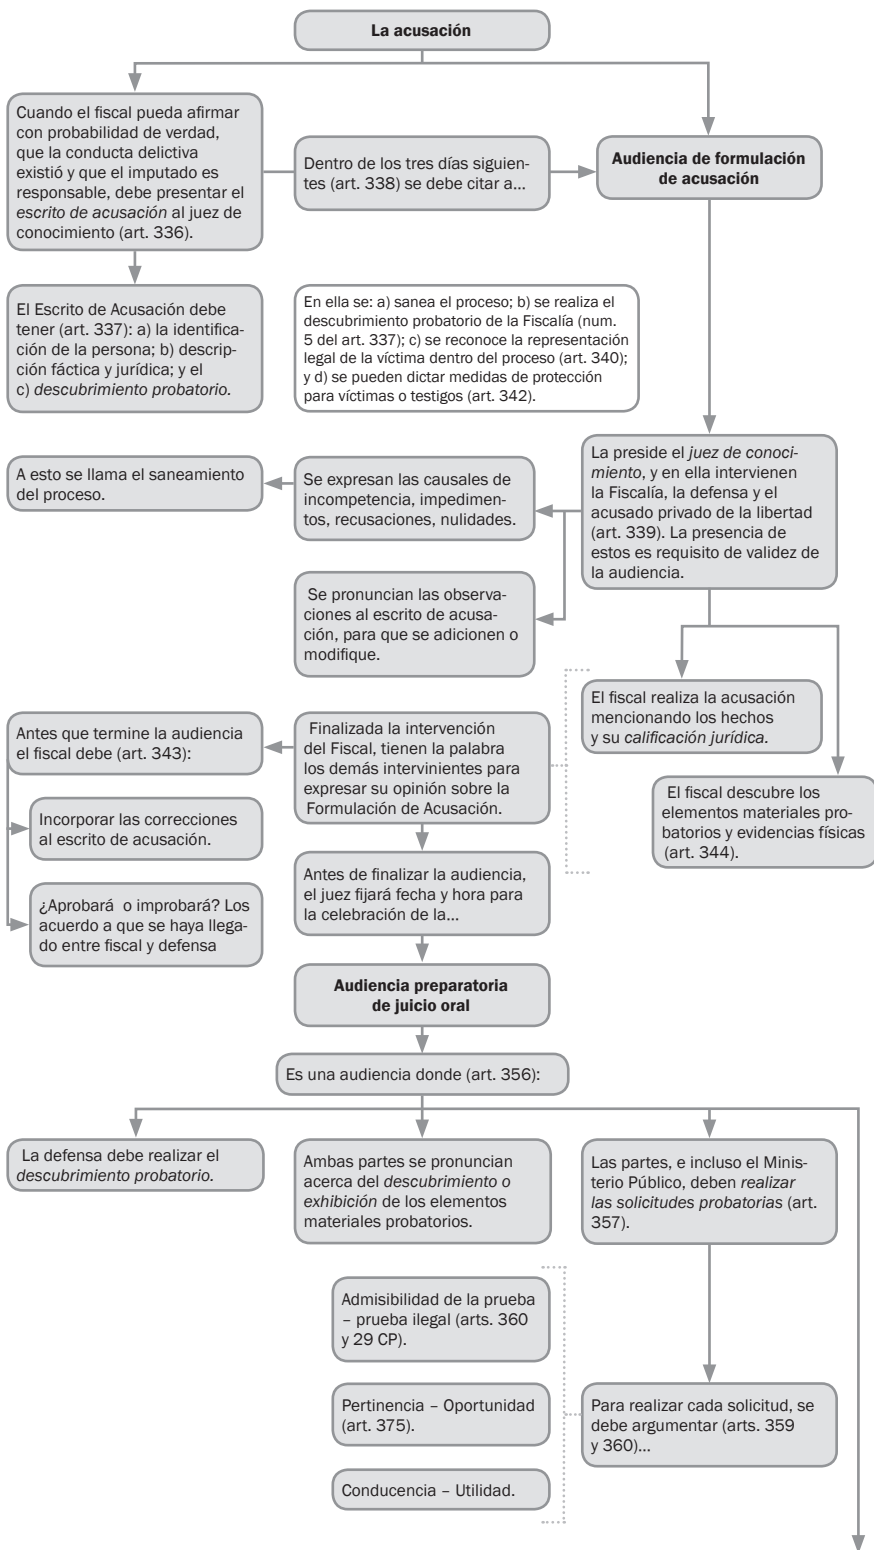 La acusación
Cuando el fiscal pueda afirmar
con probabilidad de verdad,
que la conducta delictiva
existió y que el imputado es
responsable, debe presentar el
escrito de acusación al juez de
conocimiento (art. 336).
Dentro de los tres días siguien-
tes (art. 338) se debe citar a...
Audiencia de formulación
de acusación
El Escrito de Acusación debe
tener (art. 337): a) la identifica-
ción de la persona; b) descrip-
ción fáctica y jurídica; y el
c) descubrimiento probatorio.
En ella se: a) sanea el proceso; b) se realiza el
descubrimiento probatorio de la Fiscalía (num.
5 del art. 337); c) se reconoce la representación
legal de la víctima dentro del proceso (art. 340);
y d) se pueden dictar medidas de protección
para víctimas o testigos (art. 342).
La preside el juez de conoci-
miento, y en ella intervienen
la Fiscalía, la defensa y el
acusado privado de la libertad
(art. 339). La presencia de
estos es requisito de validez de
la audiencia.
Se expresan las causales de
incompetencia, impedimen-
tos, recusaciones, nulidades.
A esto se llama el saneamiento
del proceso.
Se pronuncian las observa-
ciones al escrito de acusa-
ción, para que se adicionen o
modifique.
El fiscal realiza la acusación
mencionando los hechos
y su calificación jurídica.
El fiscal descubre los
elementos materiales pro-
batorios y evidencias físicas
(art. 344).
Finalizada la intervención
del Fiscal, tienen la palabra
los demás intervinientes para
expresar su opinión sobre la
Formulación de Acusación.
Antes que termine la audiencia
el fiscal debe (art. 343):
Incorporar las correcciones
al escrito de acusación.
¿Aprobará o improbará? Los
acuerdo a que se haya llega-
do entre fiscal y defensa
Antes de finalizar la audiencia,
el juez fijará fecha y hora para
la celebración de la...
Audiencia preparatoria
de juicio oral
Es una audiencia donde (art. 356):
La defensa debe realizar el
descubrimiento probatorio.
Ambas partes se pronuncian
acerca del descubrimiento o
exhibición de los elementos
materiales probatorios.
Las partes, e incluso el Minis-
terio Público, deben realizar
las solicitudes probatorias (art.
357).
Admisibilidad de la prueba
– prueba ilegal (arts. 360
y 29 CP).
Pertinencia – Oportunidad
(art. 375).
Conducencia – Utilidad.
Para realizar cada solicitud, se
debe argumentar (arts. 359
y 360)...